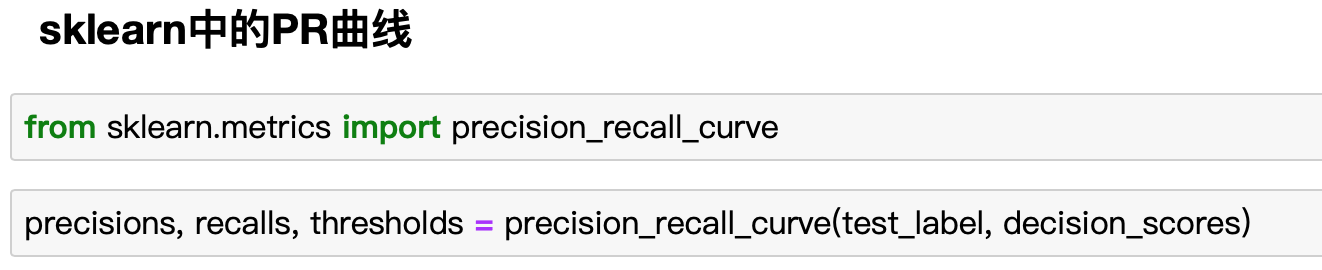 sklearn中的PR曲线
from sklearn.metrics import precision_recall_curve
precisions, recalls, thresholds = precision_recall_curve(test_label, decision_scores)